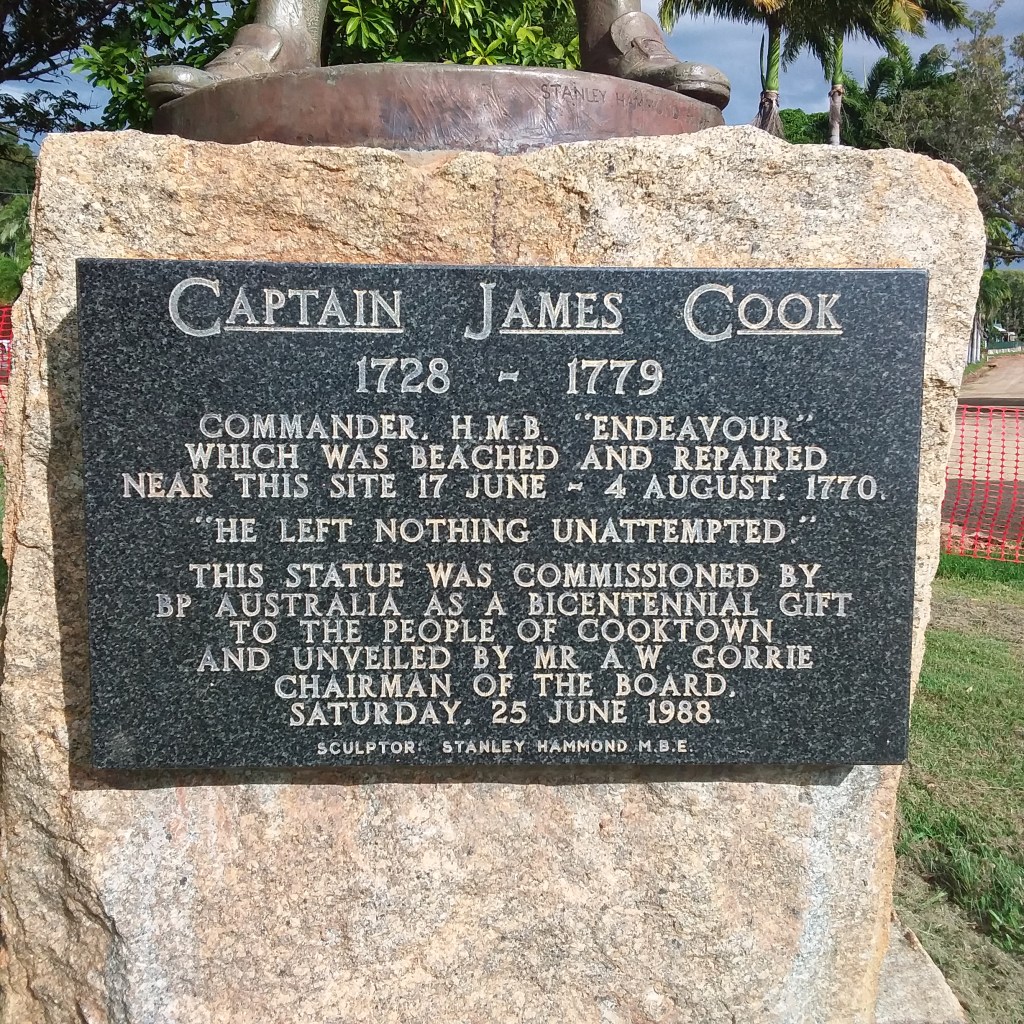 STANLEY HAMMOND
CAPTAIN JAMES COOK
1728 - 1779
COMMANDER, H.M.B. "ENDEAVOUR"
WHICH WAS BEACHED AND REPAIRED
NEAR THIS SITE 17 JUNE - 4 AUGUST, 1770.
"HE LEFT NOTHING UNATTEMPTED."
THIS STATUE WAS COMMISSIONED BY
BP AUSTRALIA AS A BICENTENNIAL GIFT
TO THE PEOPLE OF COOKTOWN
AND UNVEILED BY MR A.W. GORRIE
CHAIRMAN OF THE BOARD,
SATURDAY, 25 JUNE 1988.
SCULPTOR: STANLEY HAMMOND M.B.E.